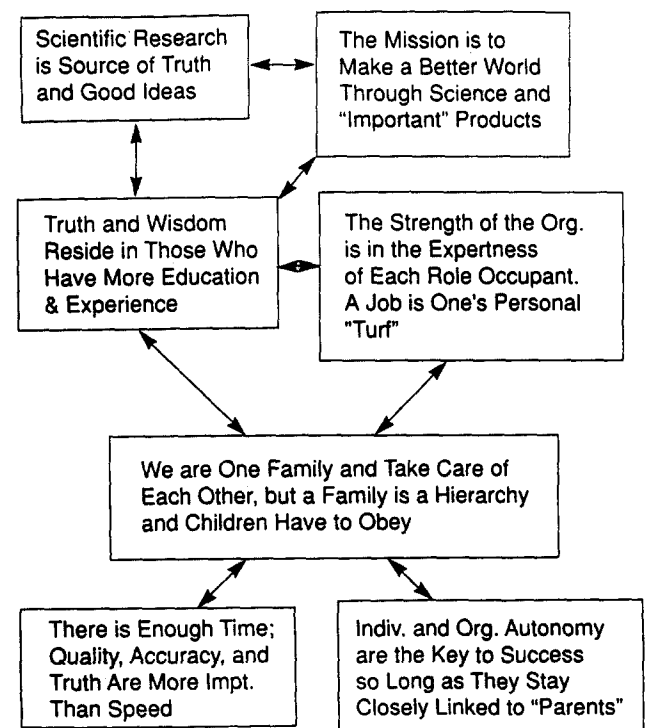 Scientific Research
is Source of Truth
and Good Ideas
The Mission is to
Make a Better World
Through Science and
“Important” Products
Truth and Wisdom
Reside in Those Who
Have More Education
& Experience
The Strength of the Org.
is in the Expertness
of Each Role Occupant.
A Job is One's Personal
"Turf"
We are One Family and Take Care of
Each Other, but a Family is a Hierarchy
and Children Have to Obey
There is Enough Time;
Quality, Accuracy, and
Truth Are More Impt.
Than Speed
Indiv. and Org. Autonomy
are the Key to Success
so Long as They Stay
Closely Linked to “Parents”